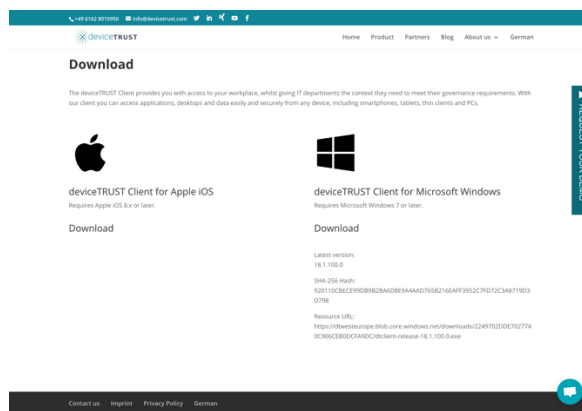 +49 6162 8015950 info@devicetrust.com
deviceTRUST Home Product Partners Blog About us German
Download
The deviceTRUST Client provides you with access to your workplace, whilst giving IT departments the context they need to meet their governance requirements. With
our client you can access applications, desktops and data easily and securely from any device, including smartphones, tablets, thin clients and PCs.
REQUEST YOUR DEMO
deviceTRUST Client for Apple iOS
Requires Apple iOS 8.x or later.
Download
deviceTRUST Client for Microsoft Windows
Requires Microsoft Windows 7 or later.
Download
Latest version:
18.1.100.0
SHA-256 Hash:
920110CBECE99DB9B2BA6D8E9A4AAD765B216EAFF3952C7FD72C3A8719D3
D798
Resource URL:
https://dtwesteurope.blob.core.windows.net/downloads/2249702DDE70277A
0C906CEB0DCFA9DC/dtclient-release-18.1.100.0.exe
Contact us Imprint Privacy Policy German